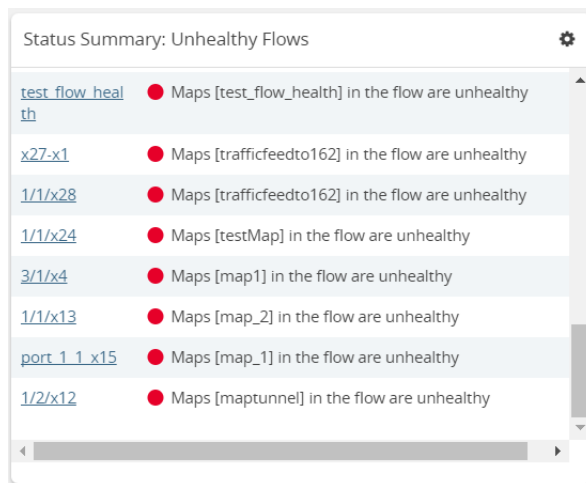 Status Summary: Unhealthy Flows
test_flow_heal
th
Maps [test_flow_health] in the flow are unhealthy
x27-x1 Maps [trafficfeedto162] in the flow are unhealthy
1/1/x28 Maps [trafficfeedto162] in the flow are unhealthy
1/1/x24 Maps [testMap] in the flow are unhealthy
3/1/x4 Maps [map1] in the flow are unhealthy
1/1/x13 Maps [map_2] in the flow are unhealthy
port_1_1_x15 Maps [map_1] in the flow are unhealthy
1/2/x12 Maps [maptunnel] in the flow are unhealthy